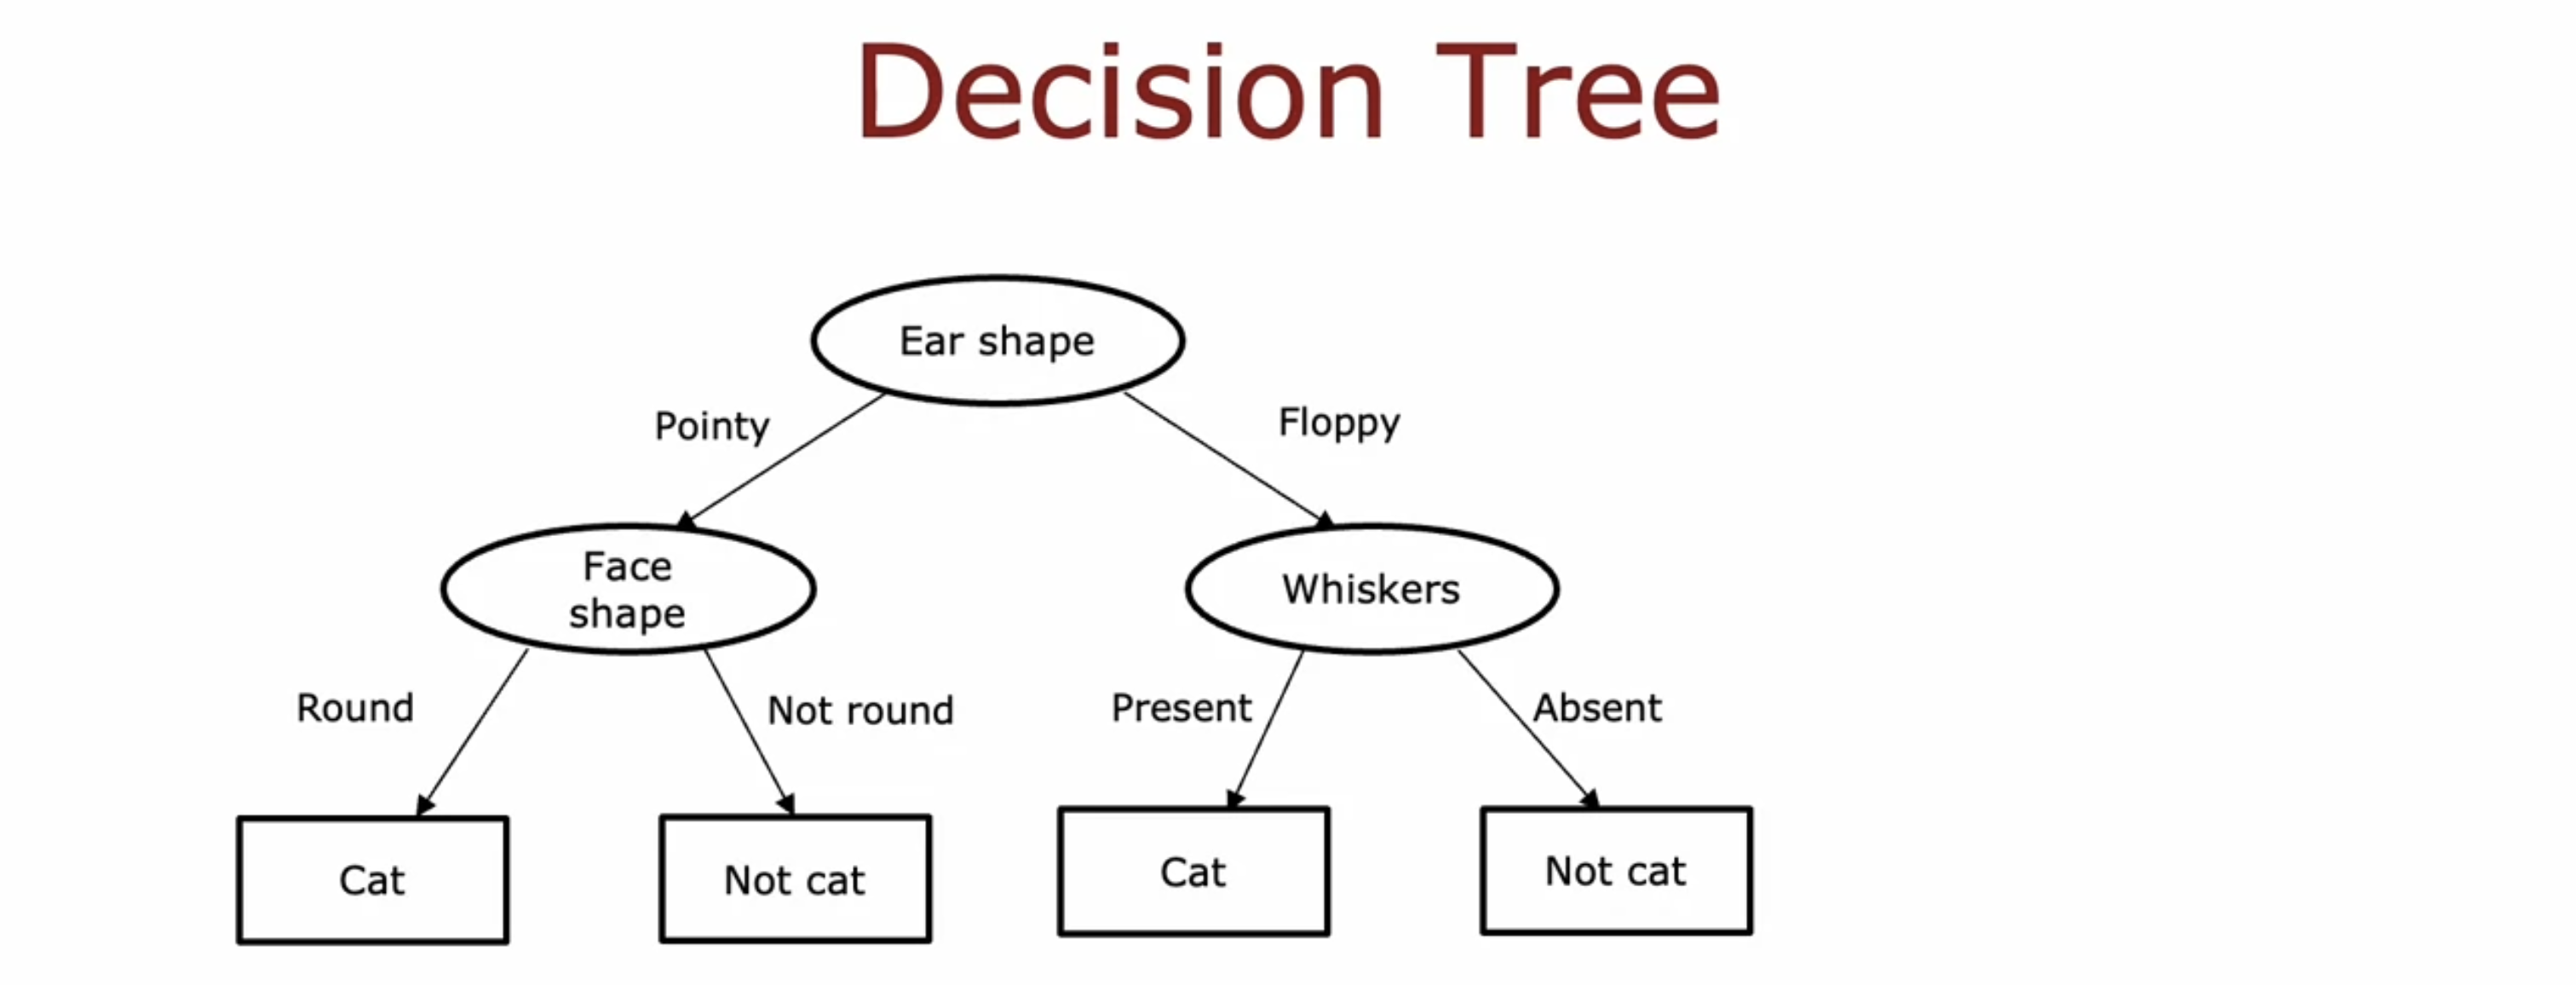 Decision Tree
Ear shape
Pointy
Floppy
Face
shape
Whiskers
Round
Not round
Present
Absent
Cat
Not cat
Cat
Not cat